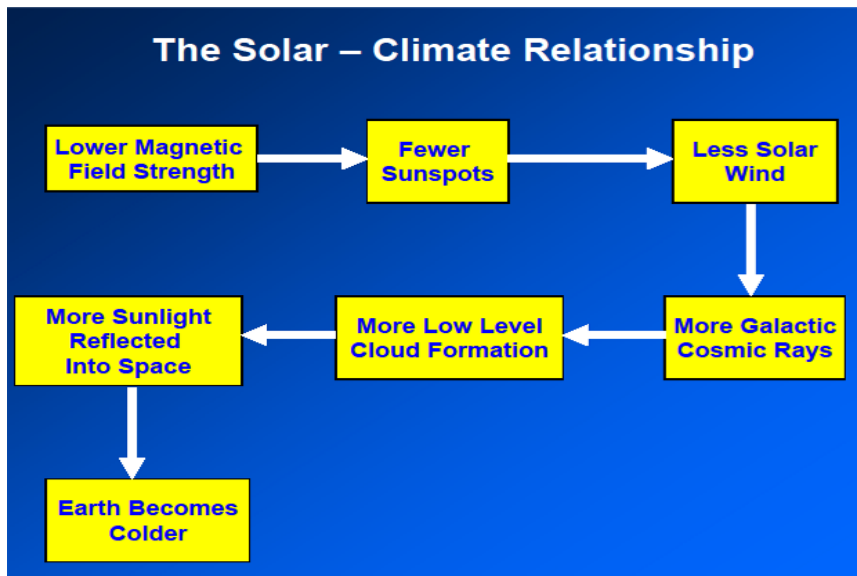 The Solar – Climate Relationship
Lower Magnetic
Field Strength
Fewer
Sunspots
Less Solar
Wind
More Galactic
Cosmic Rays
More Low Level
Cloud Formation
More Sunlight
Reflected
Into Space
Earth Becomes
Colder